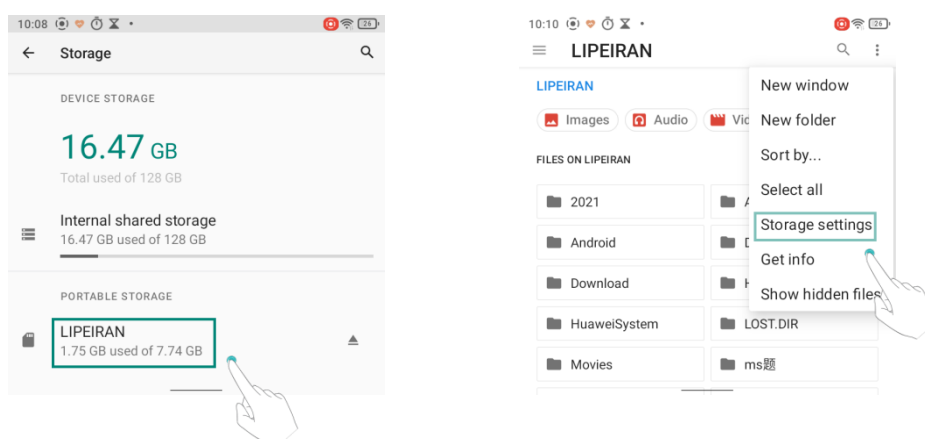 10:08
26
Storage
DEVICE STORAGE
16.47 GB
Total used of 128 GB
Internal shared storage
16.47 GB used of 128 GB
PORTABLE STORAGE
LIPEIRAN
1.75 GB used of 7.74 GB
10:10
26
LIPEIRAN
LIPEIRAN
Images
Audio
Vid
FILES ON LIPEIRAN
2021
A
Android
D
Download
H
HuaweiSystem
LOST.DIR
Movies
ms题
New window
New folder
Sort by...
Select all
Storage settings
Get info
Show hidden files